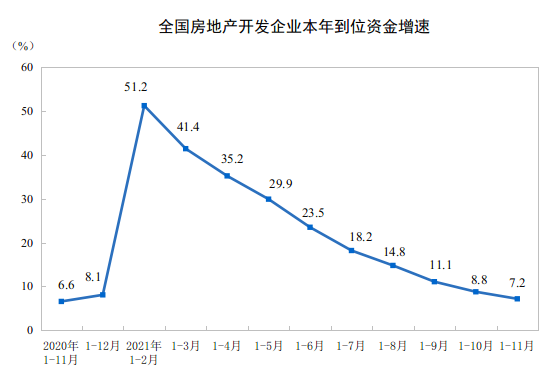 全国房地产开发企业本年到位资金增速
（%）
60
50
40
30
20
10
0
6.6
8.1
51.2
41.4
35.2
29.9
23.5
18.2
14.8
11.1
8.8
7.2
2020年
1-11月
1-12月
2021年
1-2月
1-3月
1-4月
1-5月
1-6月
1-7月
1-8月
1-9月
1-10月
1-11月